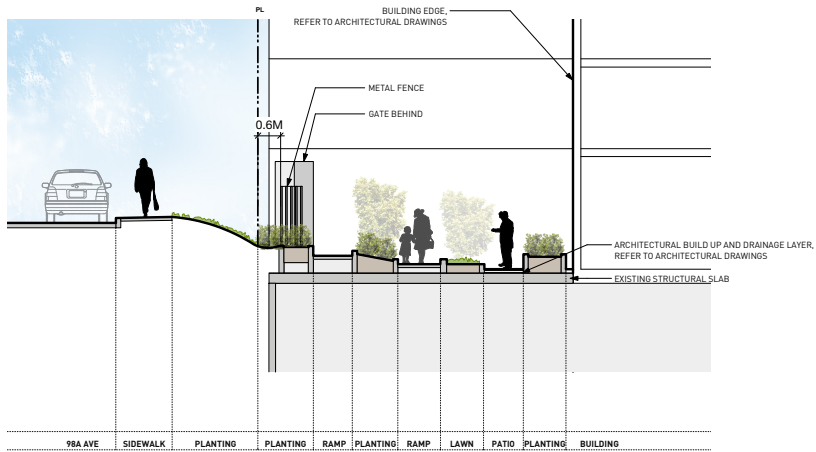 PL
BUILDING EDGE,
REFER TO ARCHITECTURAL DRAWINGS
METAL FENCE
GATE BEHIND
0.6M
ARCHITECTURAL BUILD UP AND DRAINAGE LAYER,
REFER TO ARCHITECTURAL DRAWINGS
EXISTING STRUCTURAL SLAB
98A AVE SIDEWALK PLANTING PLANTING RAMP PLANTING RAMP LAWN PATIO PLANTING BUILDING